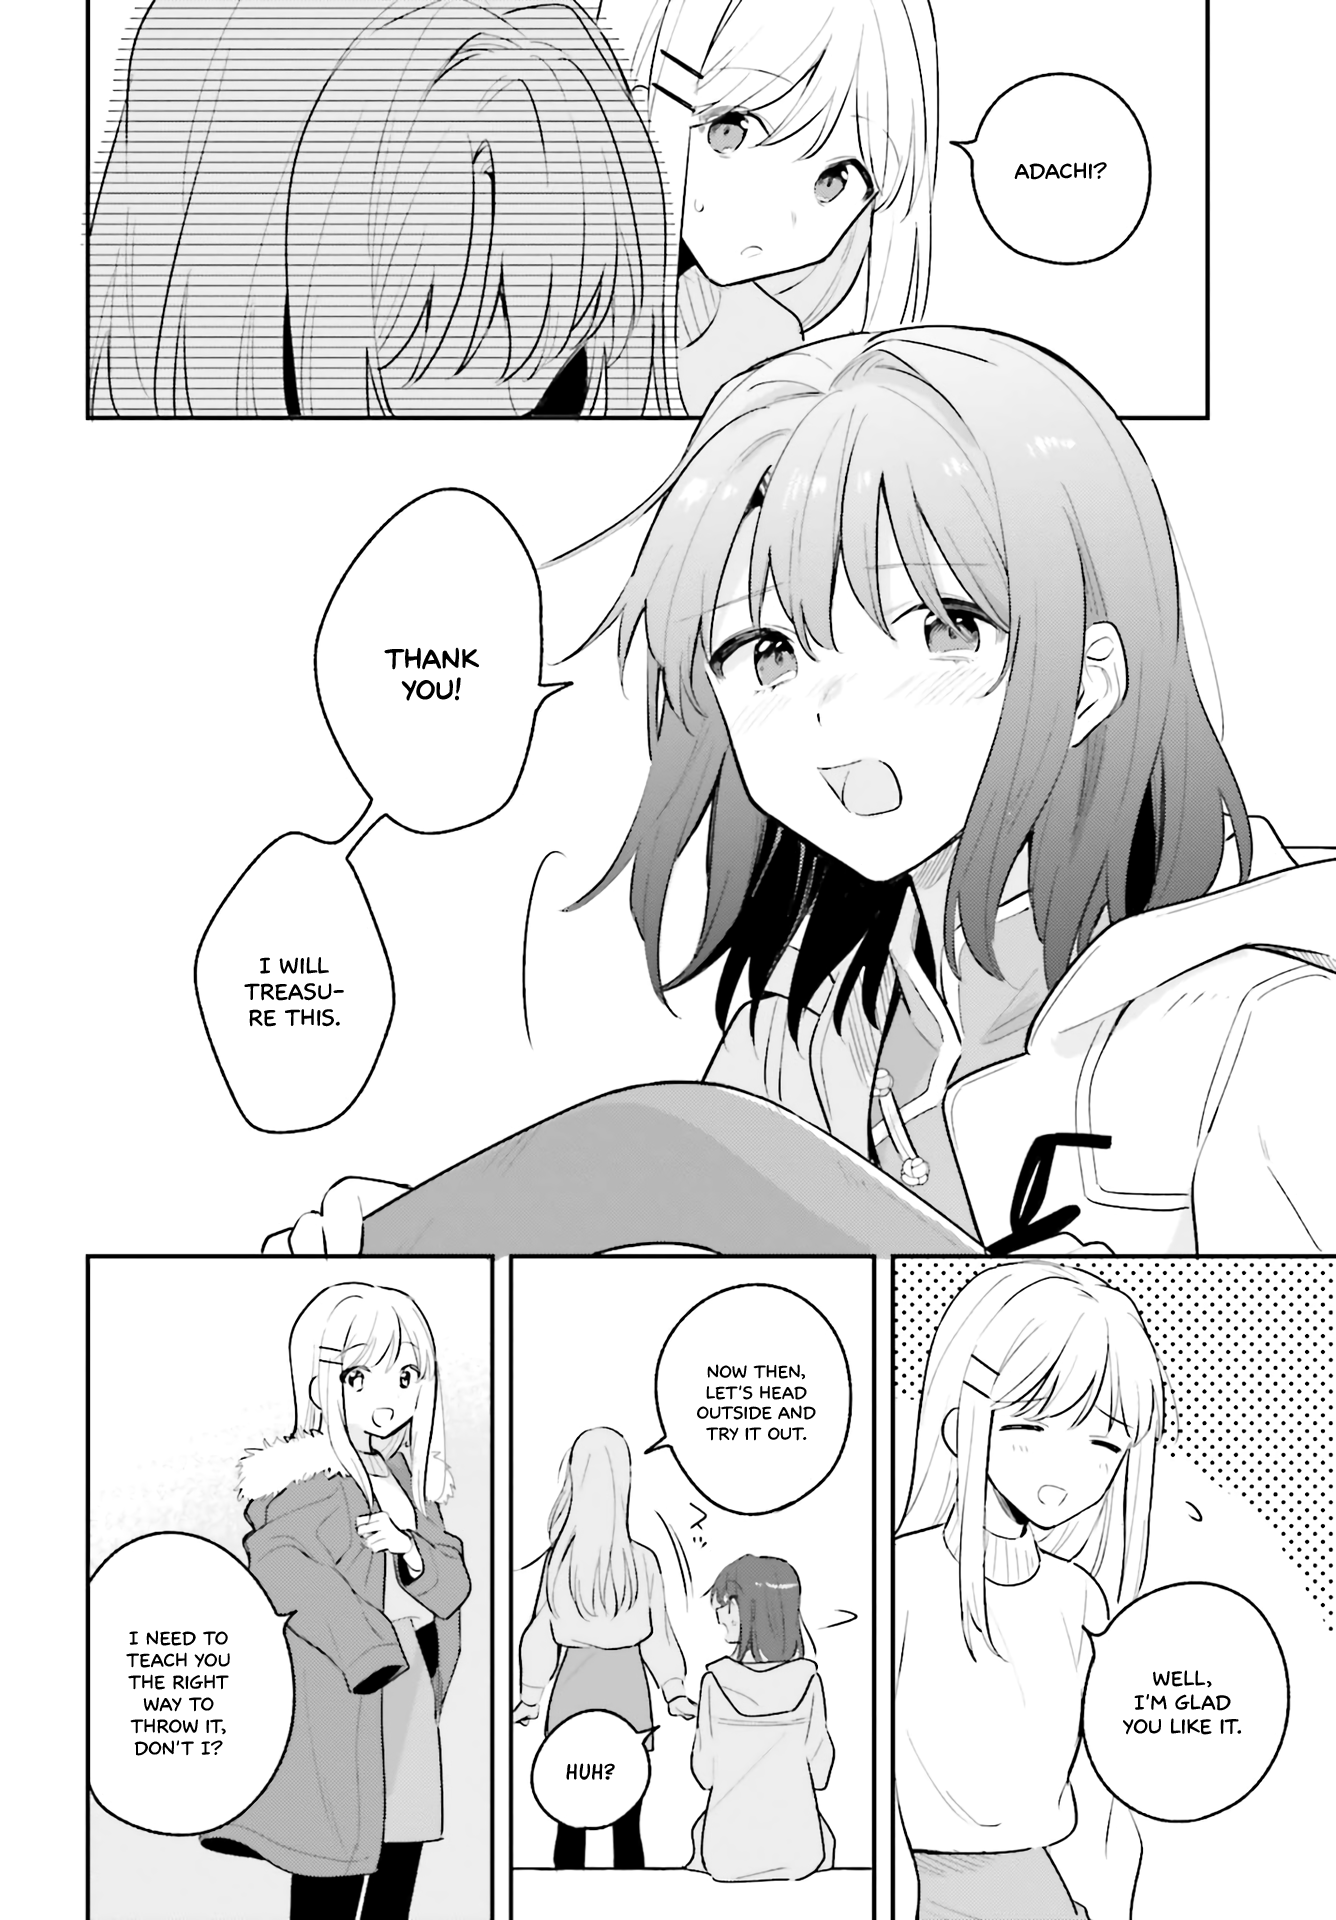 ADACHI?
THANK
YOU!
I WILL
TREASU-
RE THIS.
WELL,
I'M GLAD
YOU LIKE IT.
NOW THEN,
LET'S HEAD
OUTSIDE AND
TRY IT OUT.
HUH?
I NEED TO
TEACH YOU
THE RIGHT
WAY TO
THROW IT,
DON'T I?